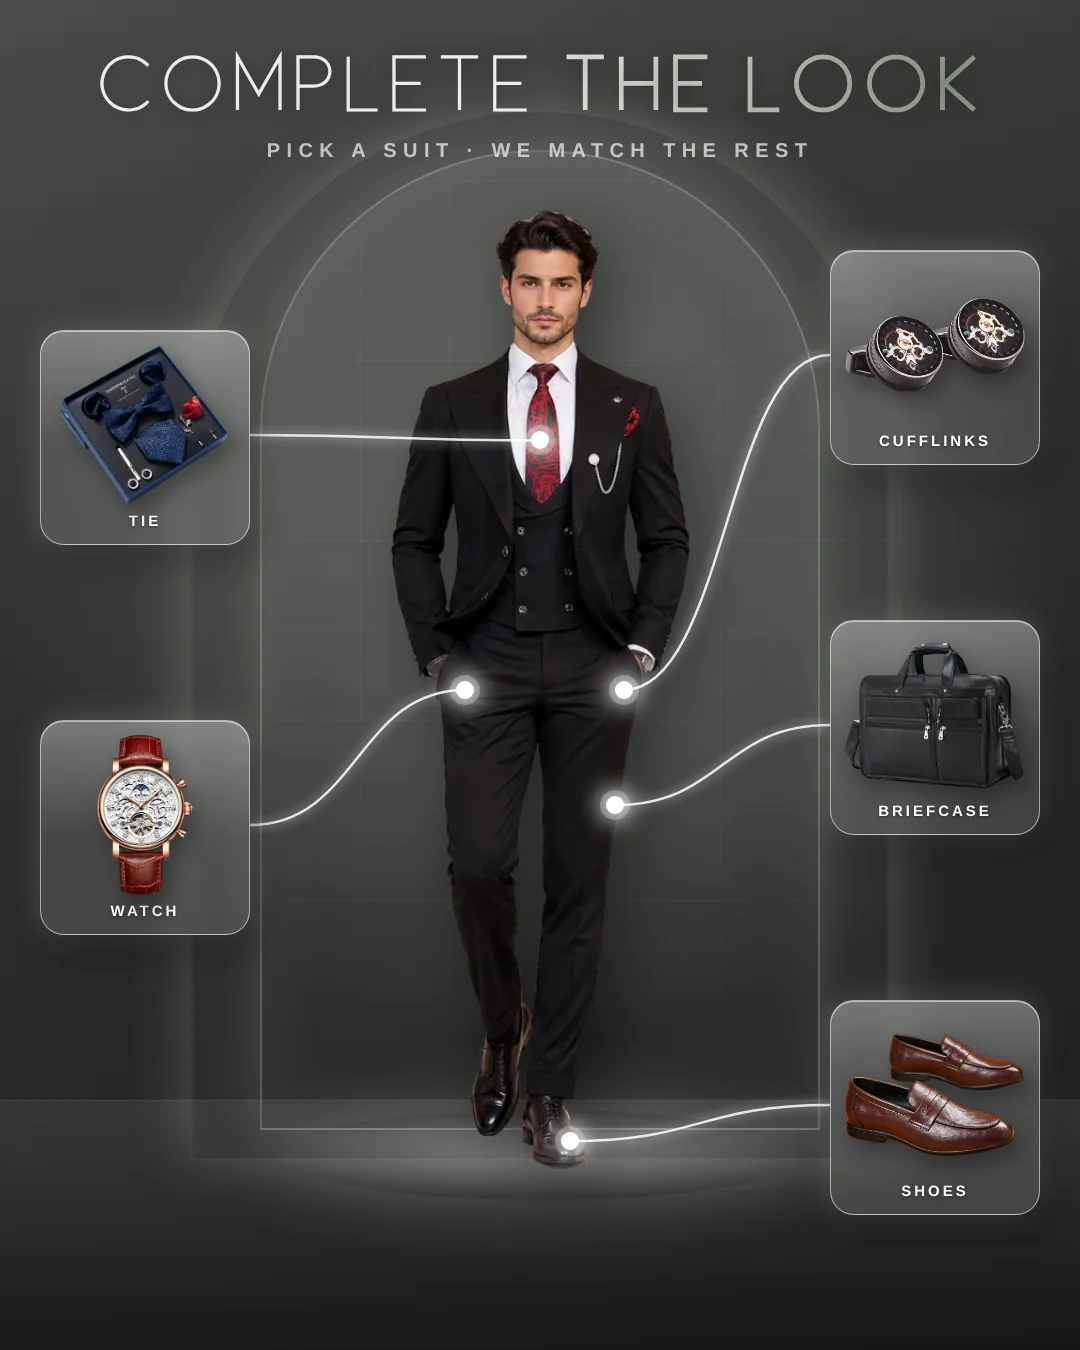 COMPLETE THE LOOK
PICK A SUIT · WE MATCH THE REST
CUFFLINKS
TIE
BRIEFCASE
WATCH
SHOES